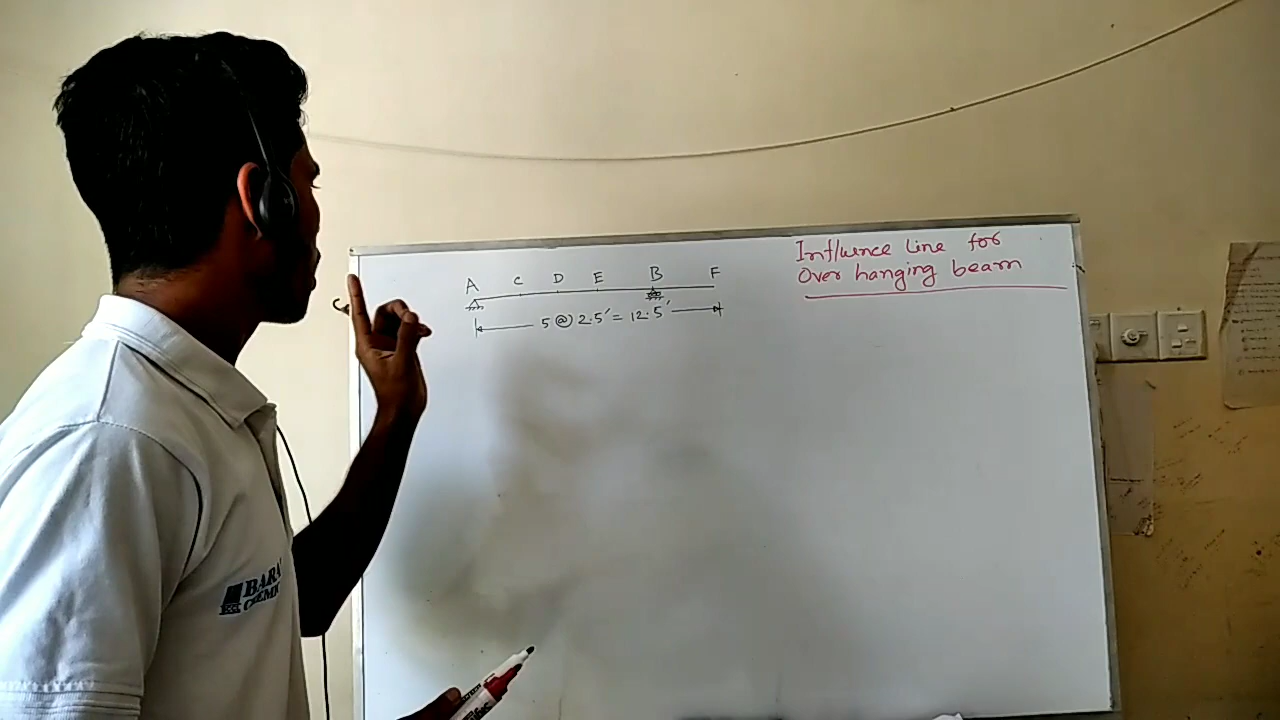 Influence Line for
Over hanging beam
A C D E B F
5 @ 2.5' = 12.5'